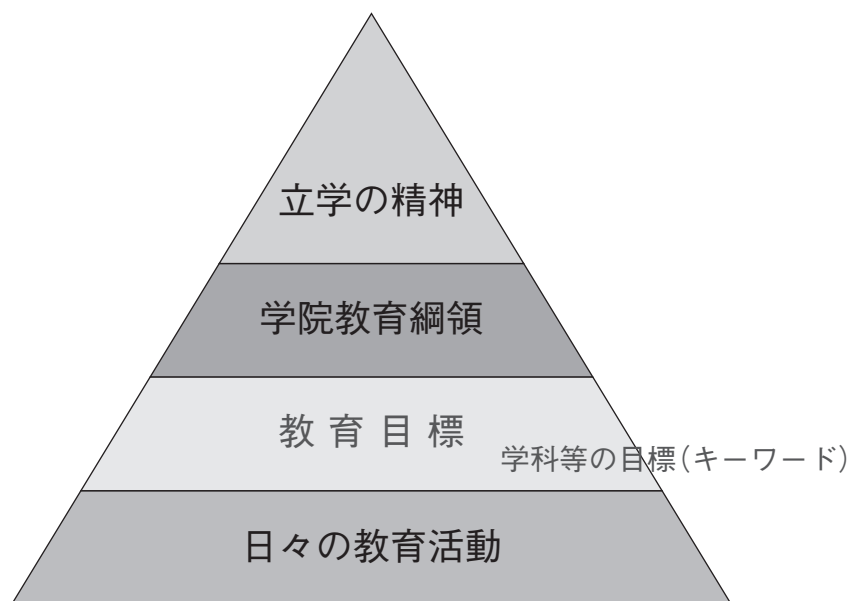 立学の精神
学院教育綱領
教育目標
学科等の目標(キーワード)
日々の教育活動